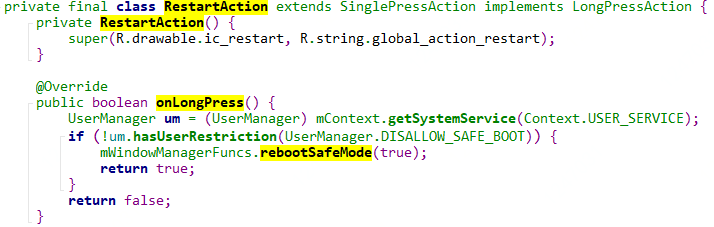 private final class RestartAction extends SinglePressAction implements LongPressAction {
    private RestartAction() {
        super(R.drawable.ic_restart, R.string.global_action_restart);
    }

    @Override
    public boolean onLongPress() {
        UserManager um = (UserManager) mContext.getSystemService(Context.USER_SERVICE);
        if (!um.hasUserRestriction(UserManager.DISALLOW_SAFE_BOOT)) {
            mWindowManagerFuncs.rebootSafeMode(true);
            return true;
        }
        return false;
    }